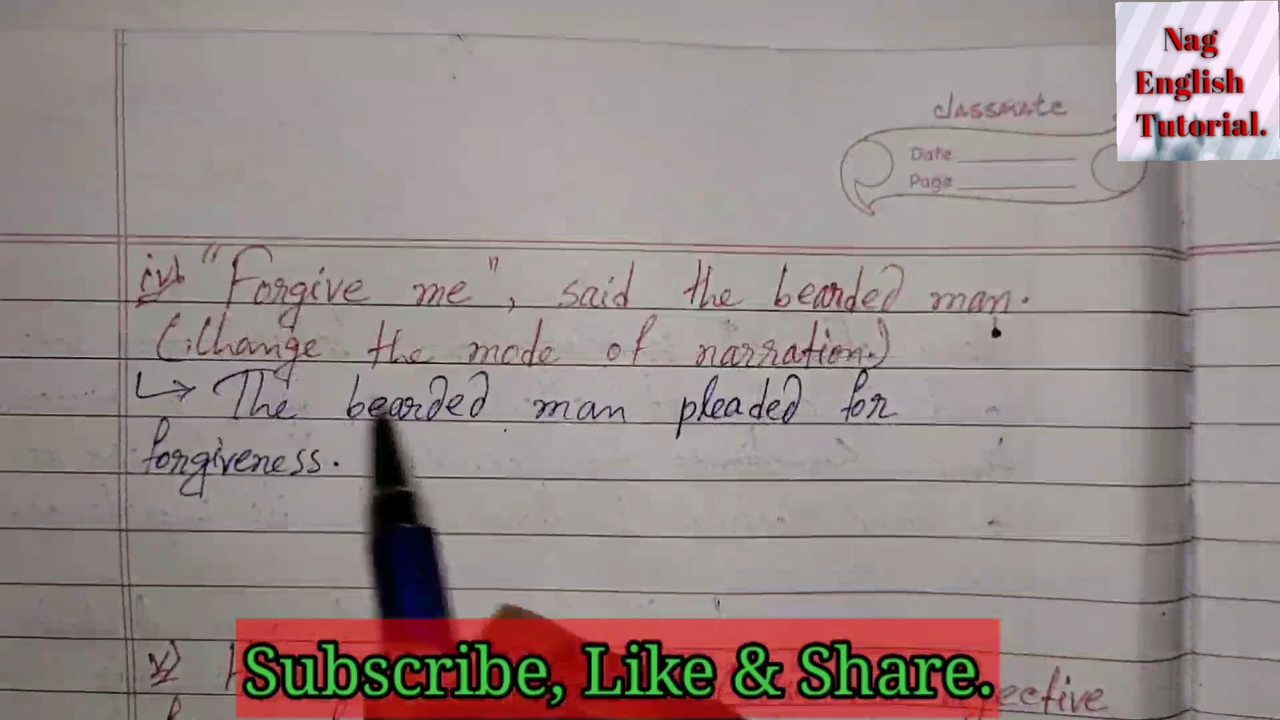 Nag
English
Tutorial.
classmate
Date
Page
iv) "Forgive me", said the bearded man.
(Change the mode of narration.)
↳ The bearded man pleaded for
forgiveness.
v)
Subscribe, Like & Share.